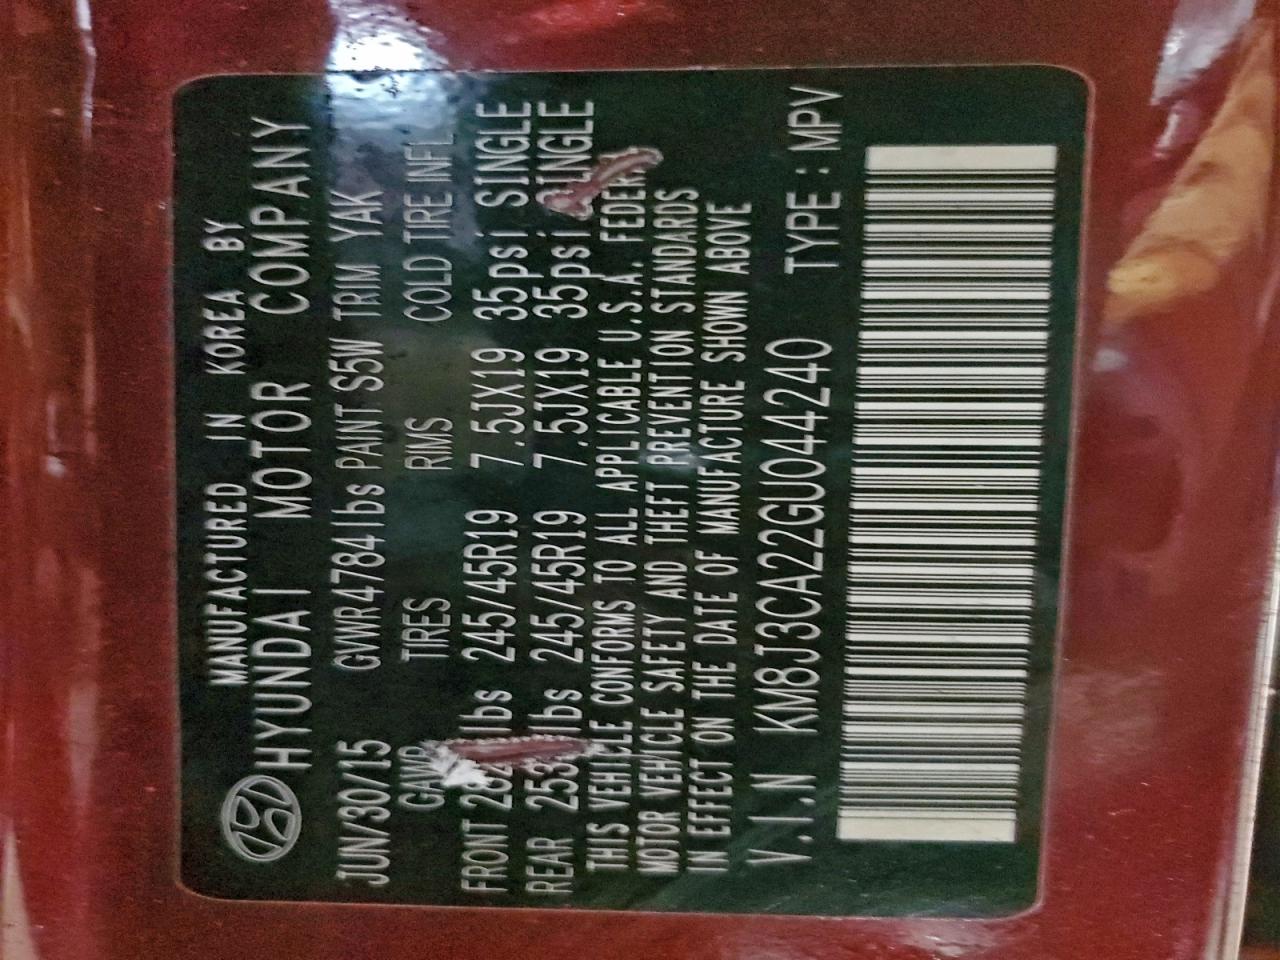 MANUFACTURED IN KOREA BY
HYUNDAI MOTOR COMPANY
JUN/30/15 GVWR4784lbs PAINT S5W TRIM YAK
GAWR TIRES RIMS COLD TIRE INFL
FRONT lbs 245/45R19 7.5JX19 35psi SINGLE
REAR lbs 245/45R19 7.5JX19 35psi SINGLE
THIS VEHICLE CONFORMS TO ALL APPLICABLE U.S.A. FEDERAL
MOTOR VEHICLE SAFETY AND THEFT PREVENTION STANDARDS
IN EFFECT ON THE DATE OF MANUFACTURE SHOWN ABOVE
V.I.N KM8J3CA22GU044240 TYPE : MPV